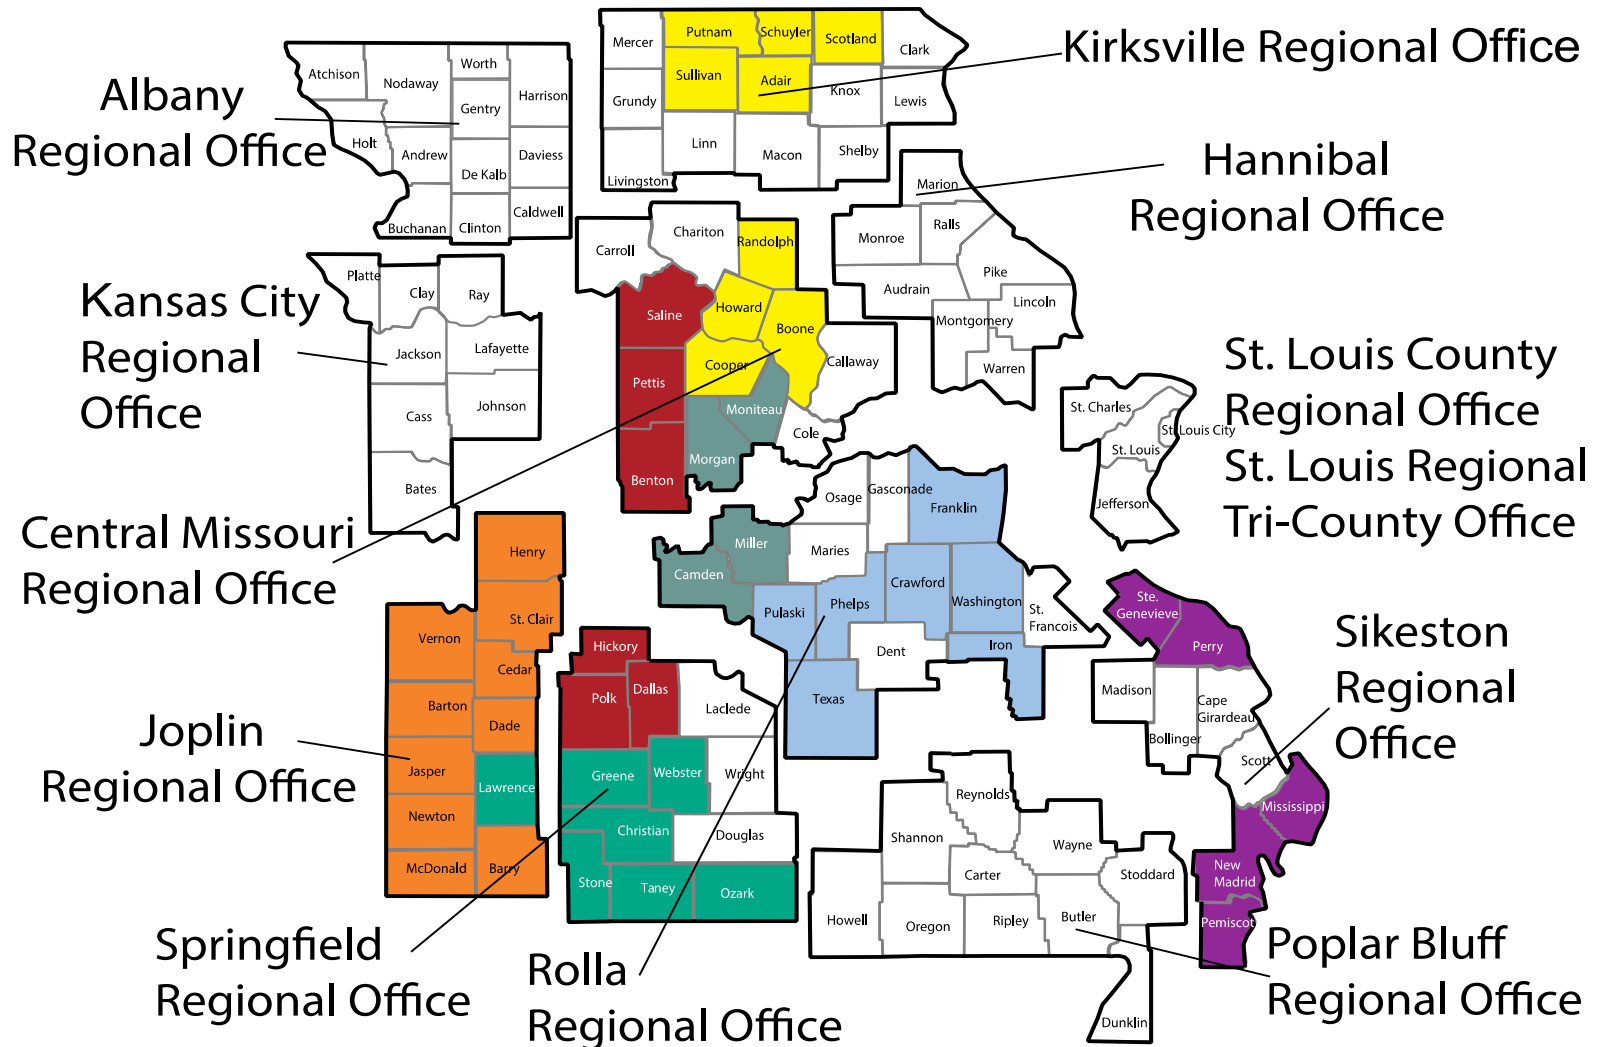 Kirksville Regional Office
Albany
Regional Office
Hannibal
Regional Office
Kansas City
Regional
Office
St. Louis County
Regional Office
St. Louis Regional
Tri-County Office
Central Missouri
Regional Office
Sikeston
Regional
Office
Joplin
Regional Office
Springfield
Regional Office
Rolla
Regional Office
Poplar Bluff
Regional Office
Atchison
Nodaway
Worth
Gentry
Harrison
Holt
Andrew
De Kalb
Daviess
Buchanan
Clinton
Caldwell
Mercer
Putnam
Schuyler
Scotland
Clark
Sullivan
Adair
Knox
Lewis
Grundy
Linn
Macon
Shelby
Livingston
Marion
Ralls
Monroe
Pike
Audrain
Lincoln
Montgomery
Warren
Platte
Clay
Ray
Jackson
Lafayette
Cass
Johnson
Bates
Carroll
Chariton
Randolph
Saline
Howard
Boone
Callaway
Pettis
Cooper
Moniteau
Cole
Morgan
Benton
St. Charles
St. Louis City
St. Louis
Jefferson
Osage
Gasconade
Franklin
Miller
Maries
Camden
Pulaski
Phelps
Crawford
Washington
St.
Francois
Dent
Iron
Texas
Henry
St. Clair
Vernon
Cedar
Barton
Dade
Jasper
Lawrence
Newton
McDonald
Barry
Hickory
Polk
Dallas
Laclede
Greene
Webster
Wright
Christian
Douglas
Stone
Taney
Ozark
Ste.
Genevieve
Perry
Madison
Cape
Girardeau
Bollinger
Scott
Mississippi
New
Madrid
Pemiscot
Reynolds
Shannon
Wayne
Carter
Stoddard
Howell
Oregon
Ripley
Butler
Dunklin